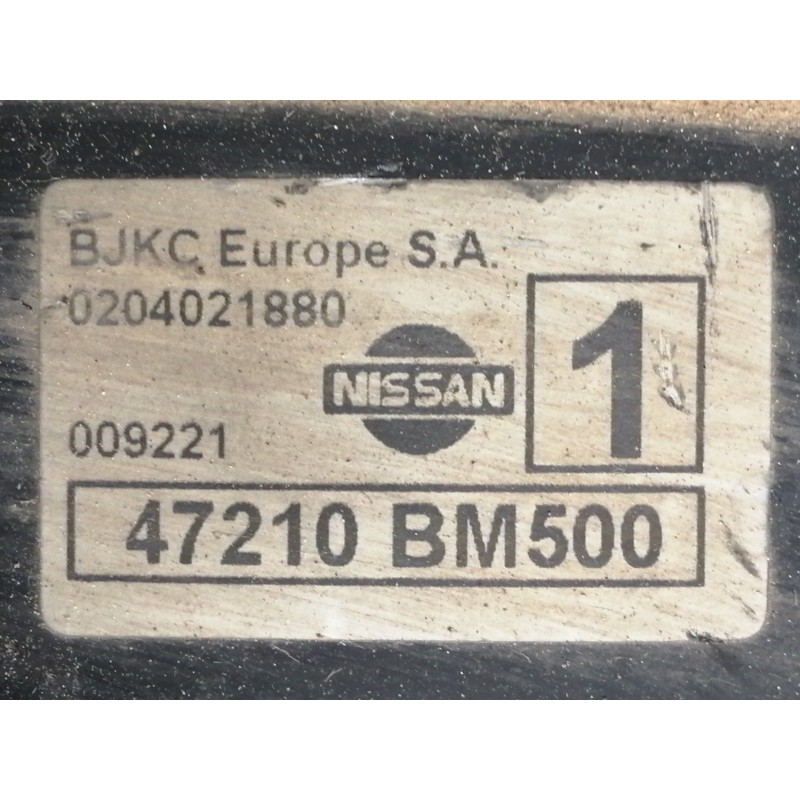 BJKC Europe S.A.
0204021880
NISSAN
1
009221
47210 BM500